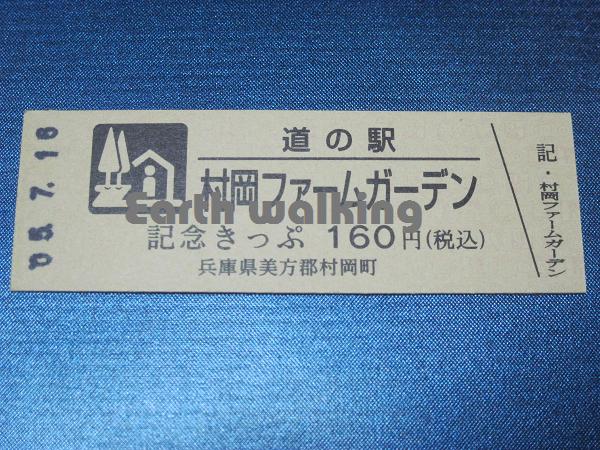 '05. 7. 16
道の駅
村岡ファームガーデン
Earth walking
記念きっぷ 160円(税込)
兵庫県美方郡村岡町
記・村岡ファームガーデン